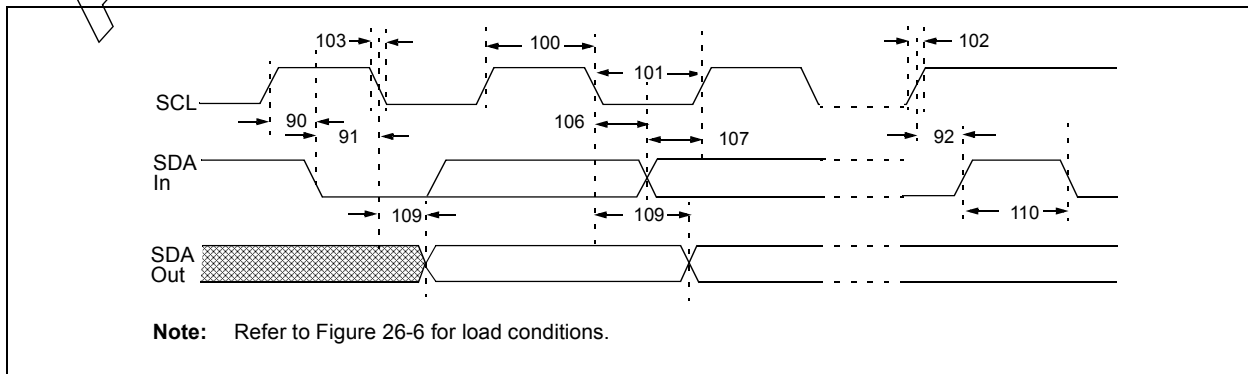 103
100
102
101
SCL
90
91
106
107
92
SDA
In
109
109
110
SDA
Out
Note: Refer to Figure 26-6 for load conditions.